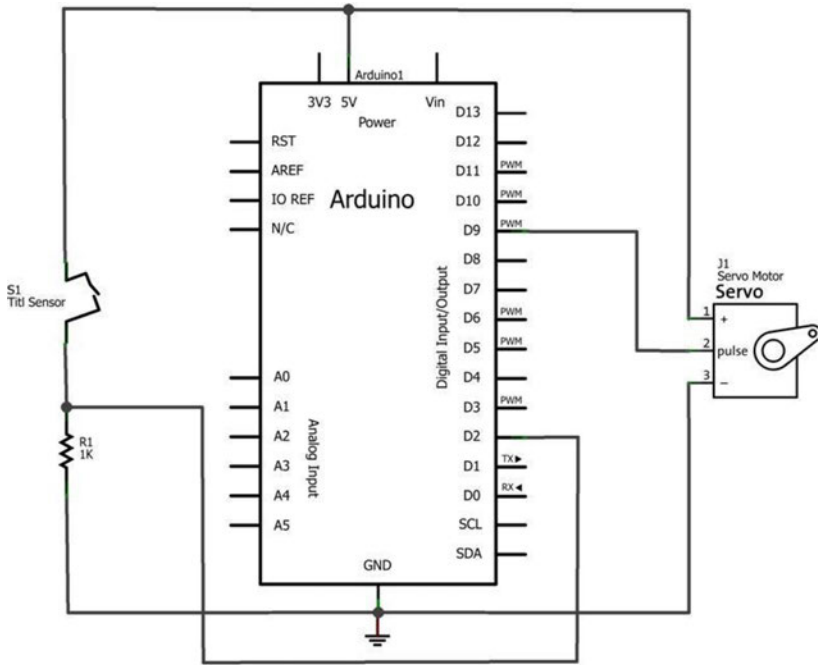 Arduino1
3V3 5V Vin
Power
D13
RST
D12
AREF
D11 PWM
IO REF
D10 PWM
Arduino
N/C
D9 PWM
D8
D7
D6 PWM
D5 PWM
D4
D3 PWM
D2
D1 TX▶
D0 RX◀
SCL
SDA
Digital Input/Output
A0
A1
A2
A3
A4
A5
Analog Input
GND
S1
Titl Sensor
R1
1K
J1
Servo Motor
Servo
1 +
2 pulse
3 −